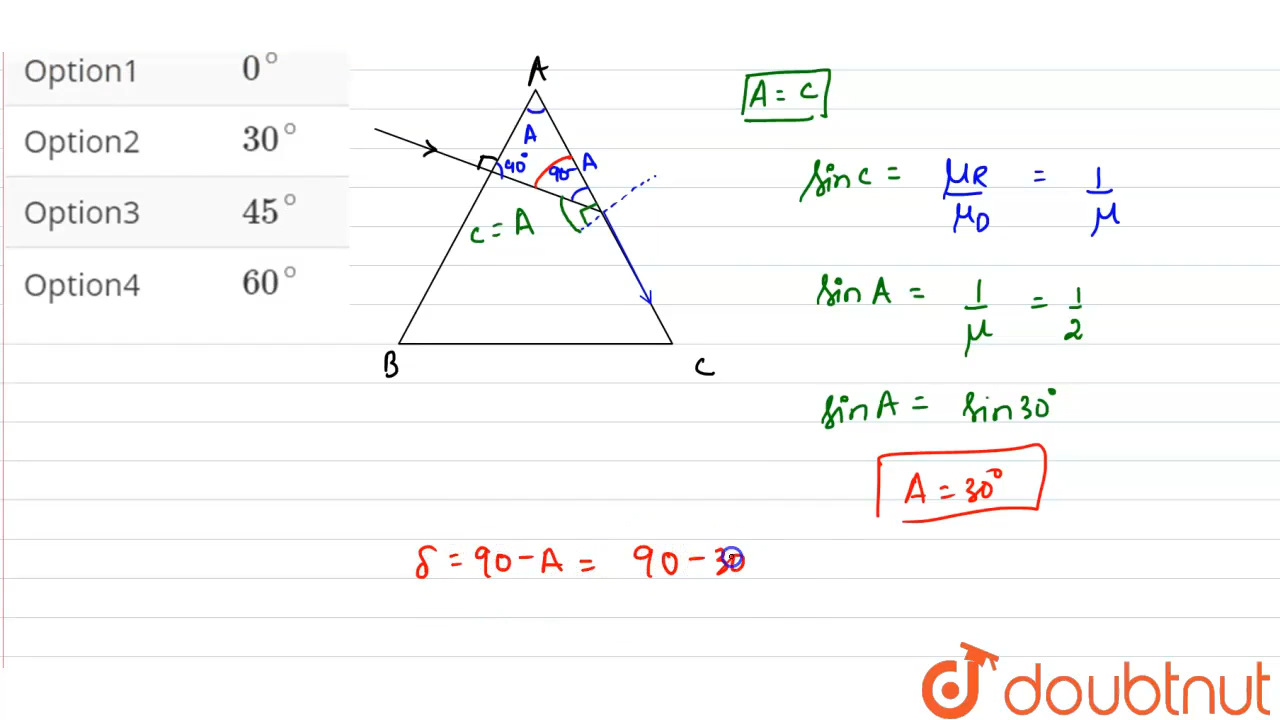 Option1 0°
Option2 30°
Option3 45°
Option4 60°
A
A
90°
90-A
c = A
B
C
A = C
sin c = μR/μD = 1/μ
sin A = 1/μ = 1/2
sin A = sin 30°
A = 30°
δ = 90 - A = 90 - 30
doubtnut